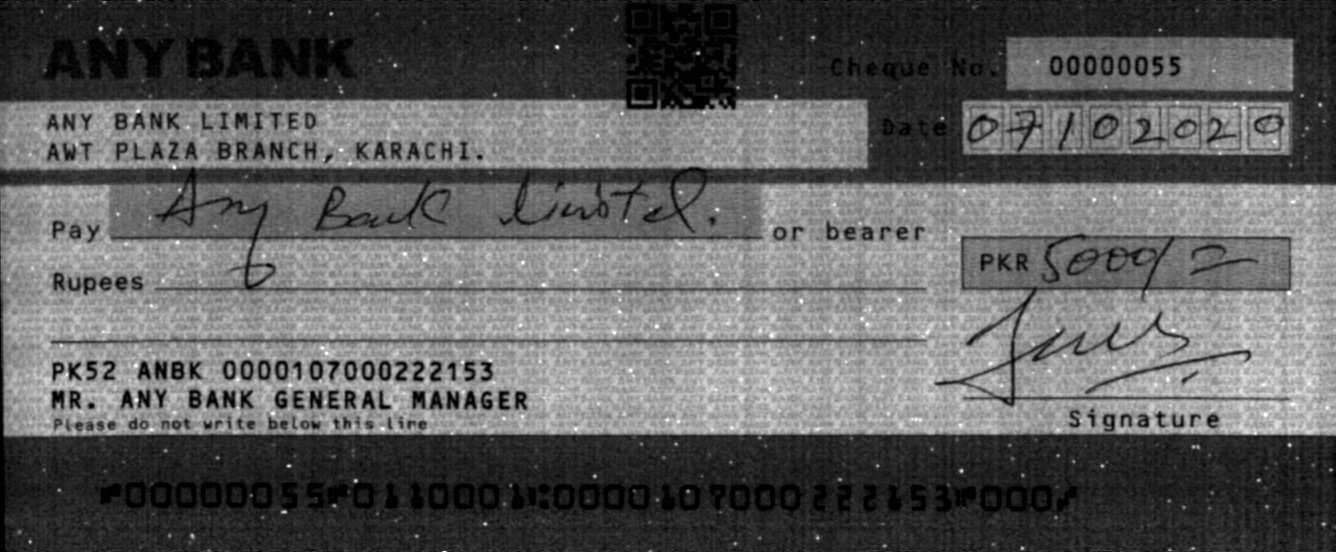 ANY BANK
Cheque No. 00000055
ANY BANK LIMITED
AWT PLAZA BRANCH, KARACHI.
Date 07102020
Pay Any Bank Limited. or bearer
Rupees
PKR 5000/=
PK52 ANBK 0000107000222153
MR. ANY BANK GENERAL MANAGER
Please do not write below this line
Signature
00000055 0110001 0000107000222153 000